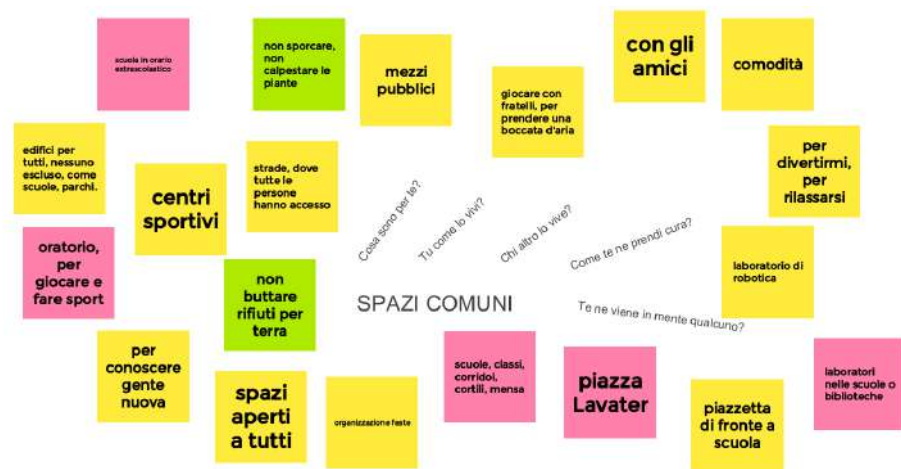 scuola in orario
extrascolastico
non sporcare,
non
calpestare le
piante
mezzi
pubblici
giocare con
fratelli, per
prendere una
boccata d'aria
con gli
amici
comodità
edifici per
tutti, nessuno
escluso, come
scuole, parchi.
centri
sportivi
strade, dove
tutte le
persone
hanno accesso
per
divertirmi,
per
rilassarsi
Cosa sono per te?
Tu come lo vivi?
Chi altro lo vive?
Come te ne prendi cura?
Te ne viene in mente qualcuno?
SPAZI COMUNI
oratorio,
per
giocare e
fare sport
non
buttare
rifiuti per
terra
laboratorio di
robotica
per
conoscere
gente
nuova
spazi
aperti
a tutti
organizzazione feste
scuole, classi,
corridoi,
cortili, mensa
piazza
Lavater
piazzetta
di fronte a
scuola
laboratori
nelle scuole o
biblioteche